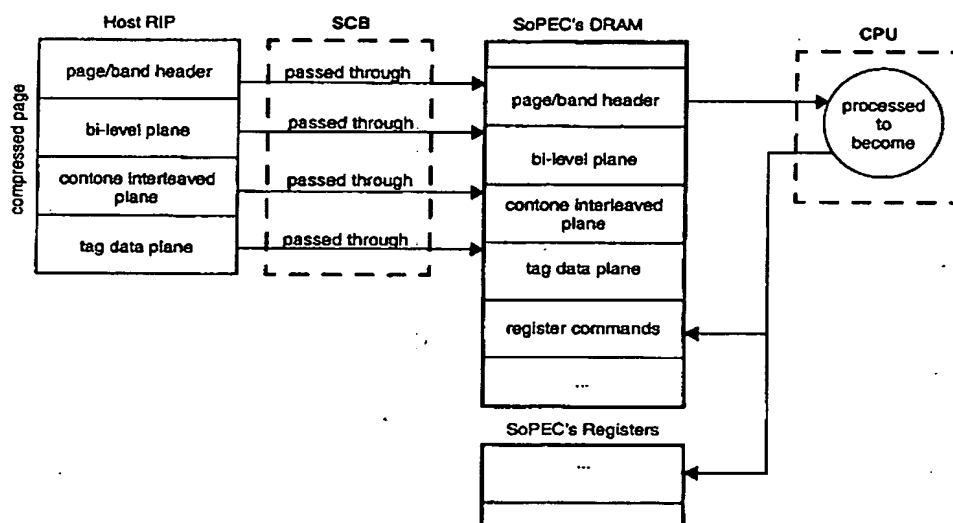 Host RIP
SCB
SoPEC's DRAM
CPU
compressed page
page/band header
bi-level plane
contone interleaved
plane
tag data plane
passed through
passed through
passed through
passed through
page/band header
bi-level plane
contone interleaved
plane
tag data plane
register commands
...
processed
to
become
SoPEC's Registers
...